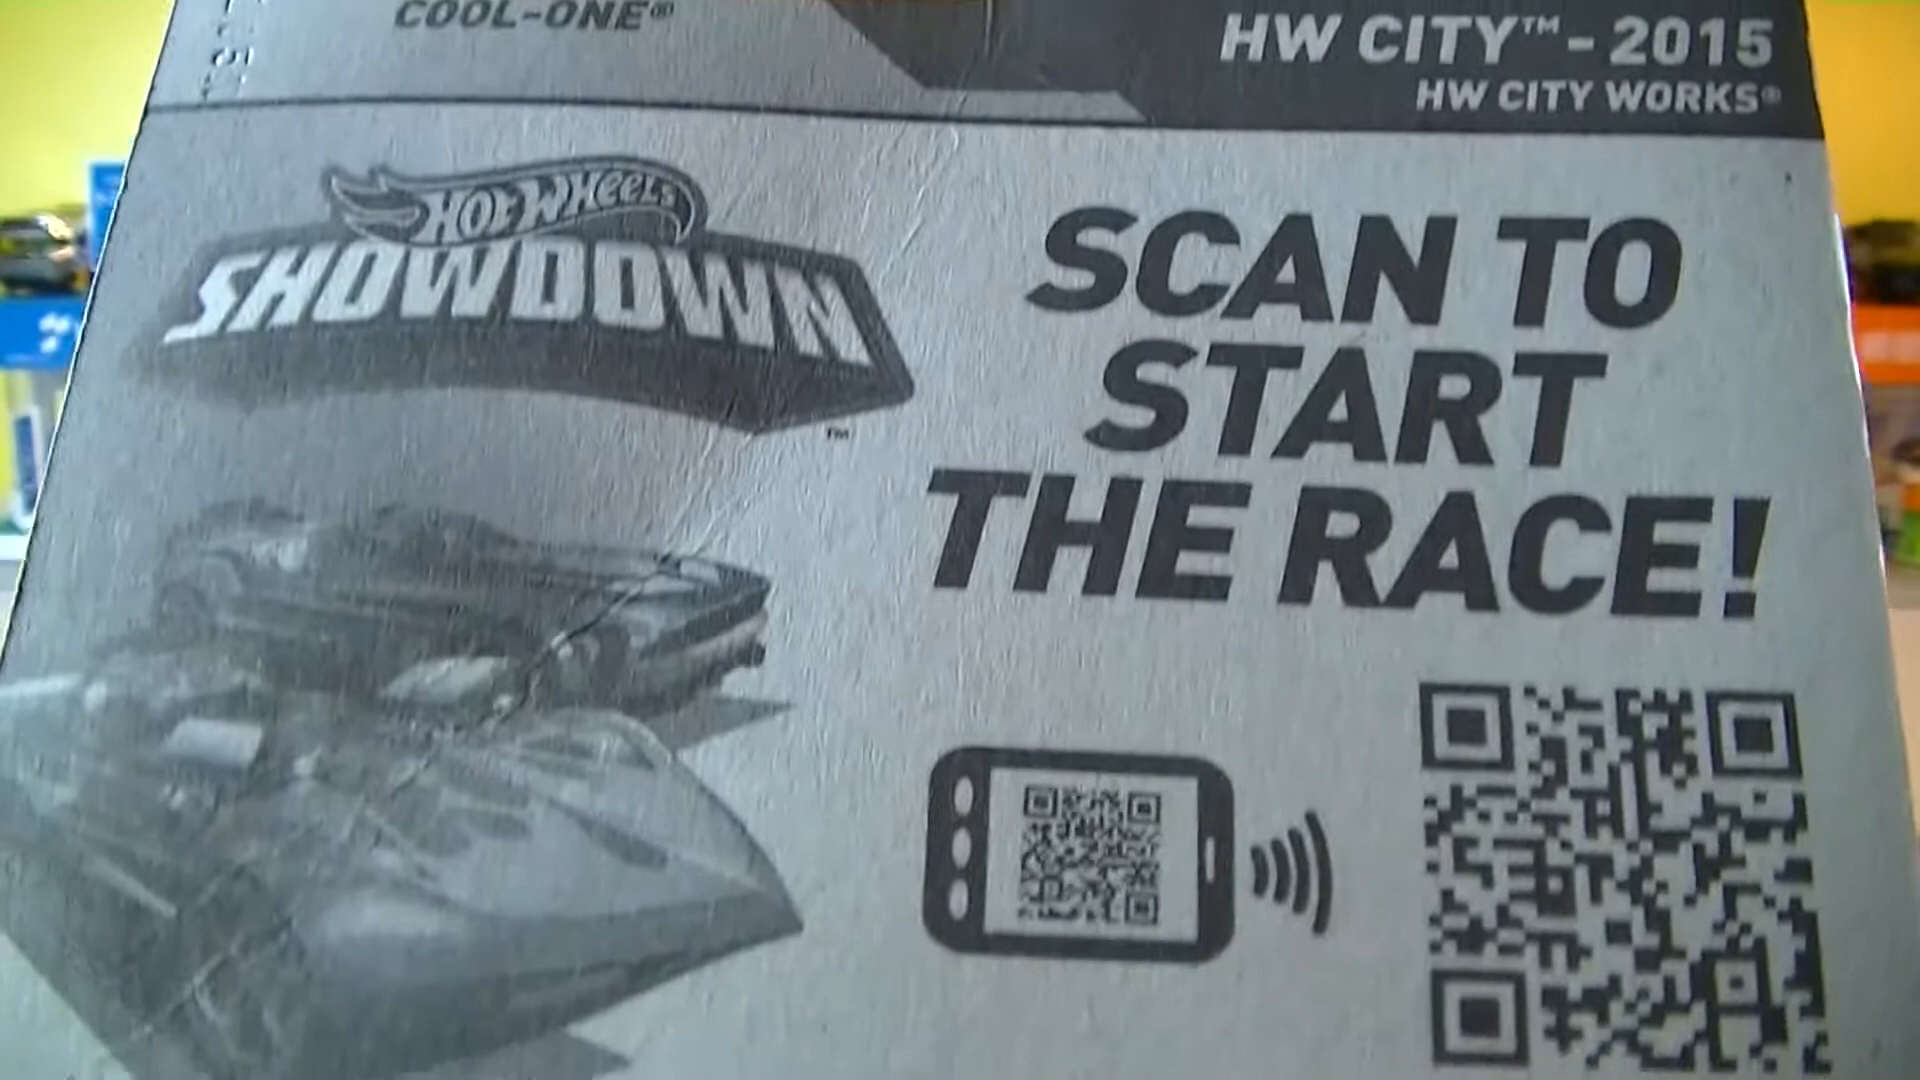 COOL-ONE®
HW CITY™ - 2015
HW CITY WORKS®
HOT WHEELS
SHOWDOWN
™
SCAN TO
START
THE RACE!